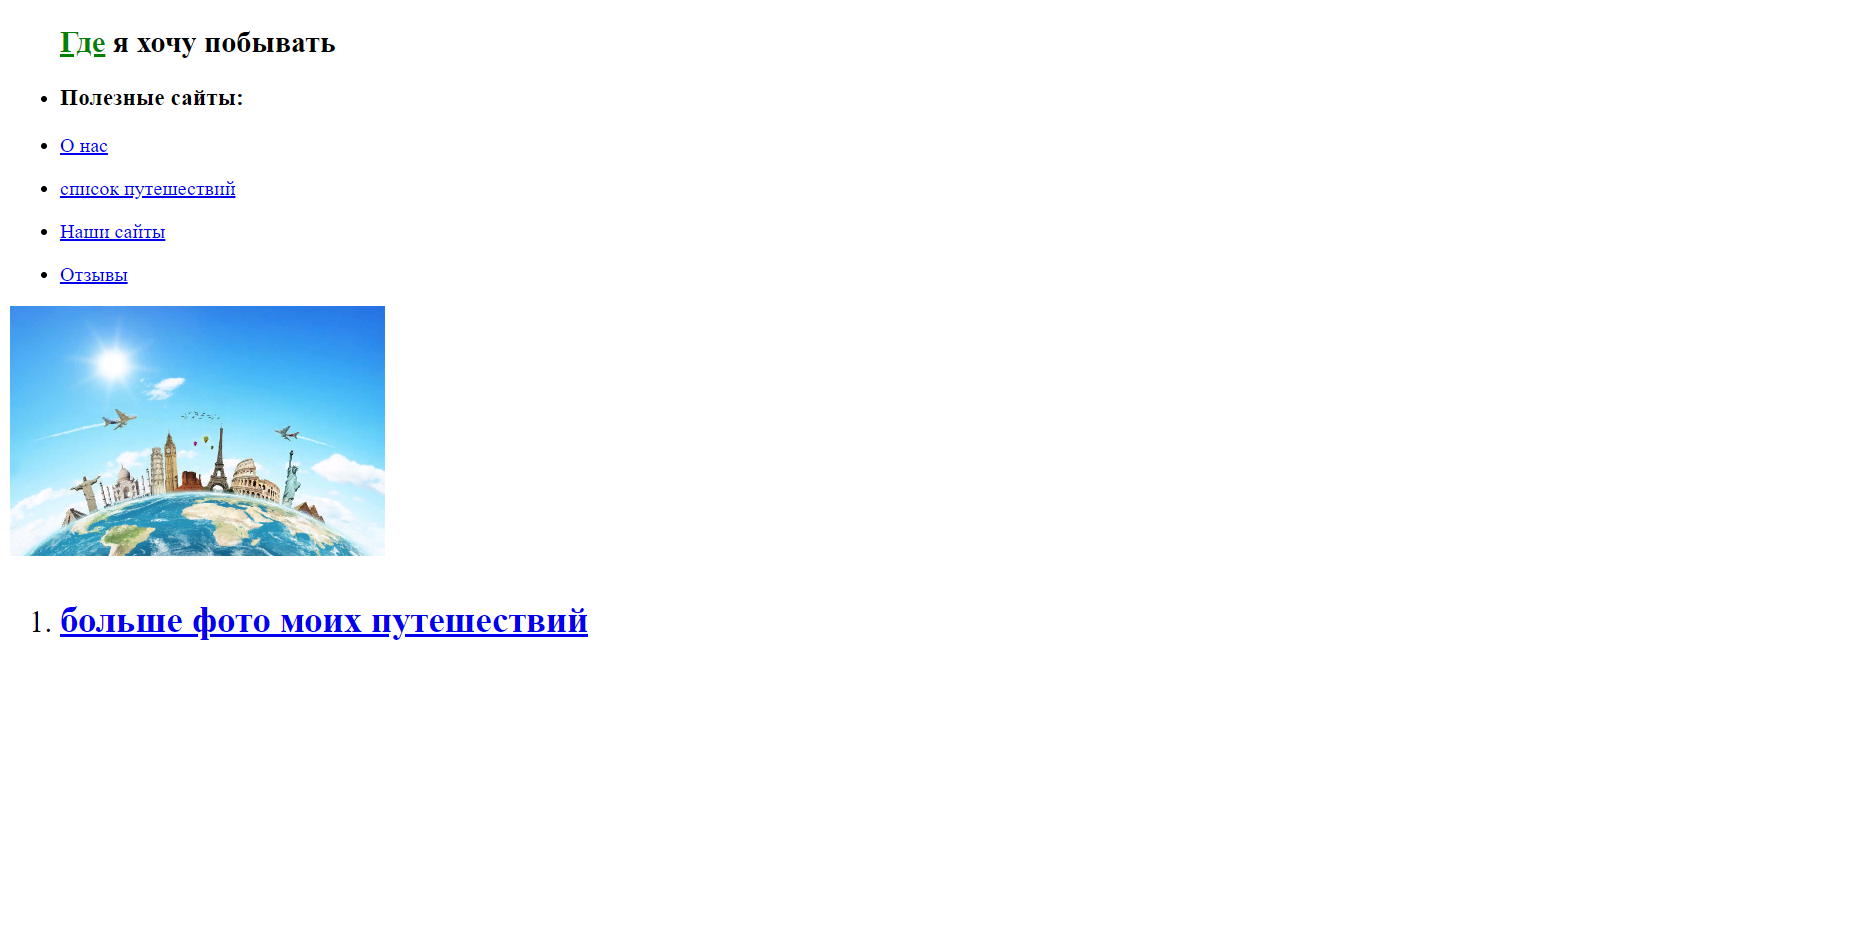 Где я хочу побывать
• Полезные сайты:
• О нас
• список путешествий
• Наши сайты
• Отзывы
1. больше фото моих путешествий